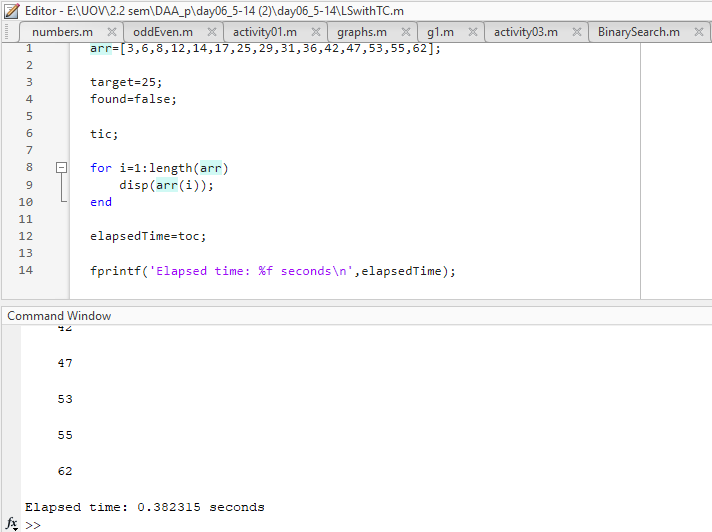 Editor - E:\UOV\2.2 sem\DAA_p\day06_5-14 (2)\day06_5-14\LSwithTC.m
numbers.m × oddEven.m × activity01.m × graphs.m × g1.m × activity03.m × BinarySearch.m ×
1 arr=[3,6,8,12,14,17,25,29,31,36,42,47,53,55,62];
2
3 target=25;
4 found=false;
5
6 tic;
7
8 for i=1:length(arr)
9 disp(arr(i));
10 end
11
12 elapsedTime=toc;
13
14 fprintf('Elapsed time: %f seconds\n',elapsedTime);
Command Window
42
47
53
55
62
Elapsed time: 0.382315 seconds
fx >>